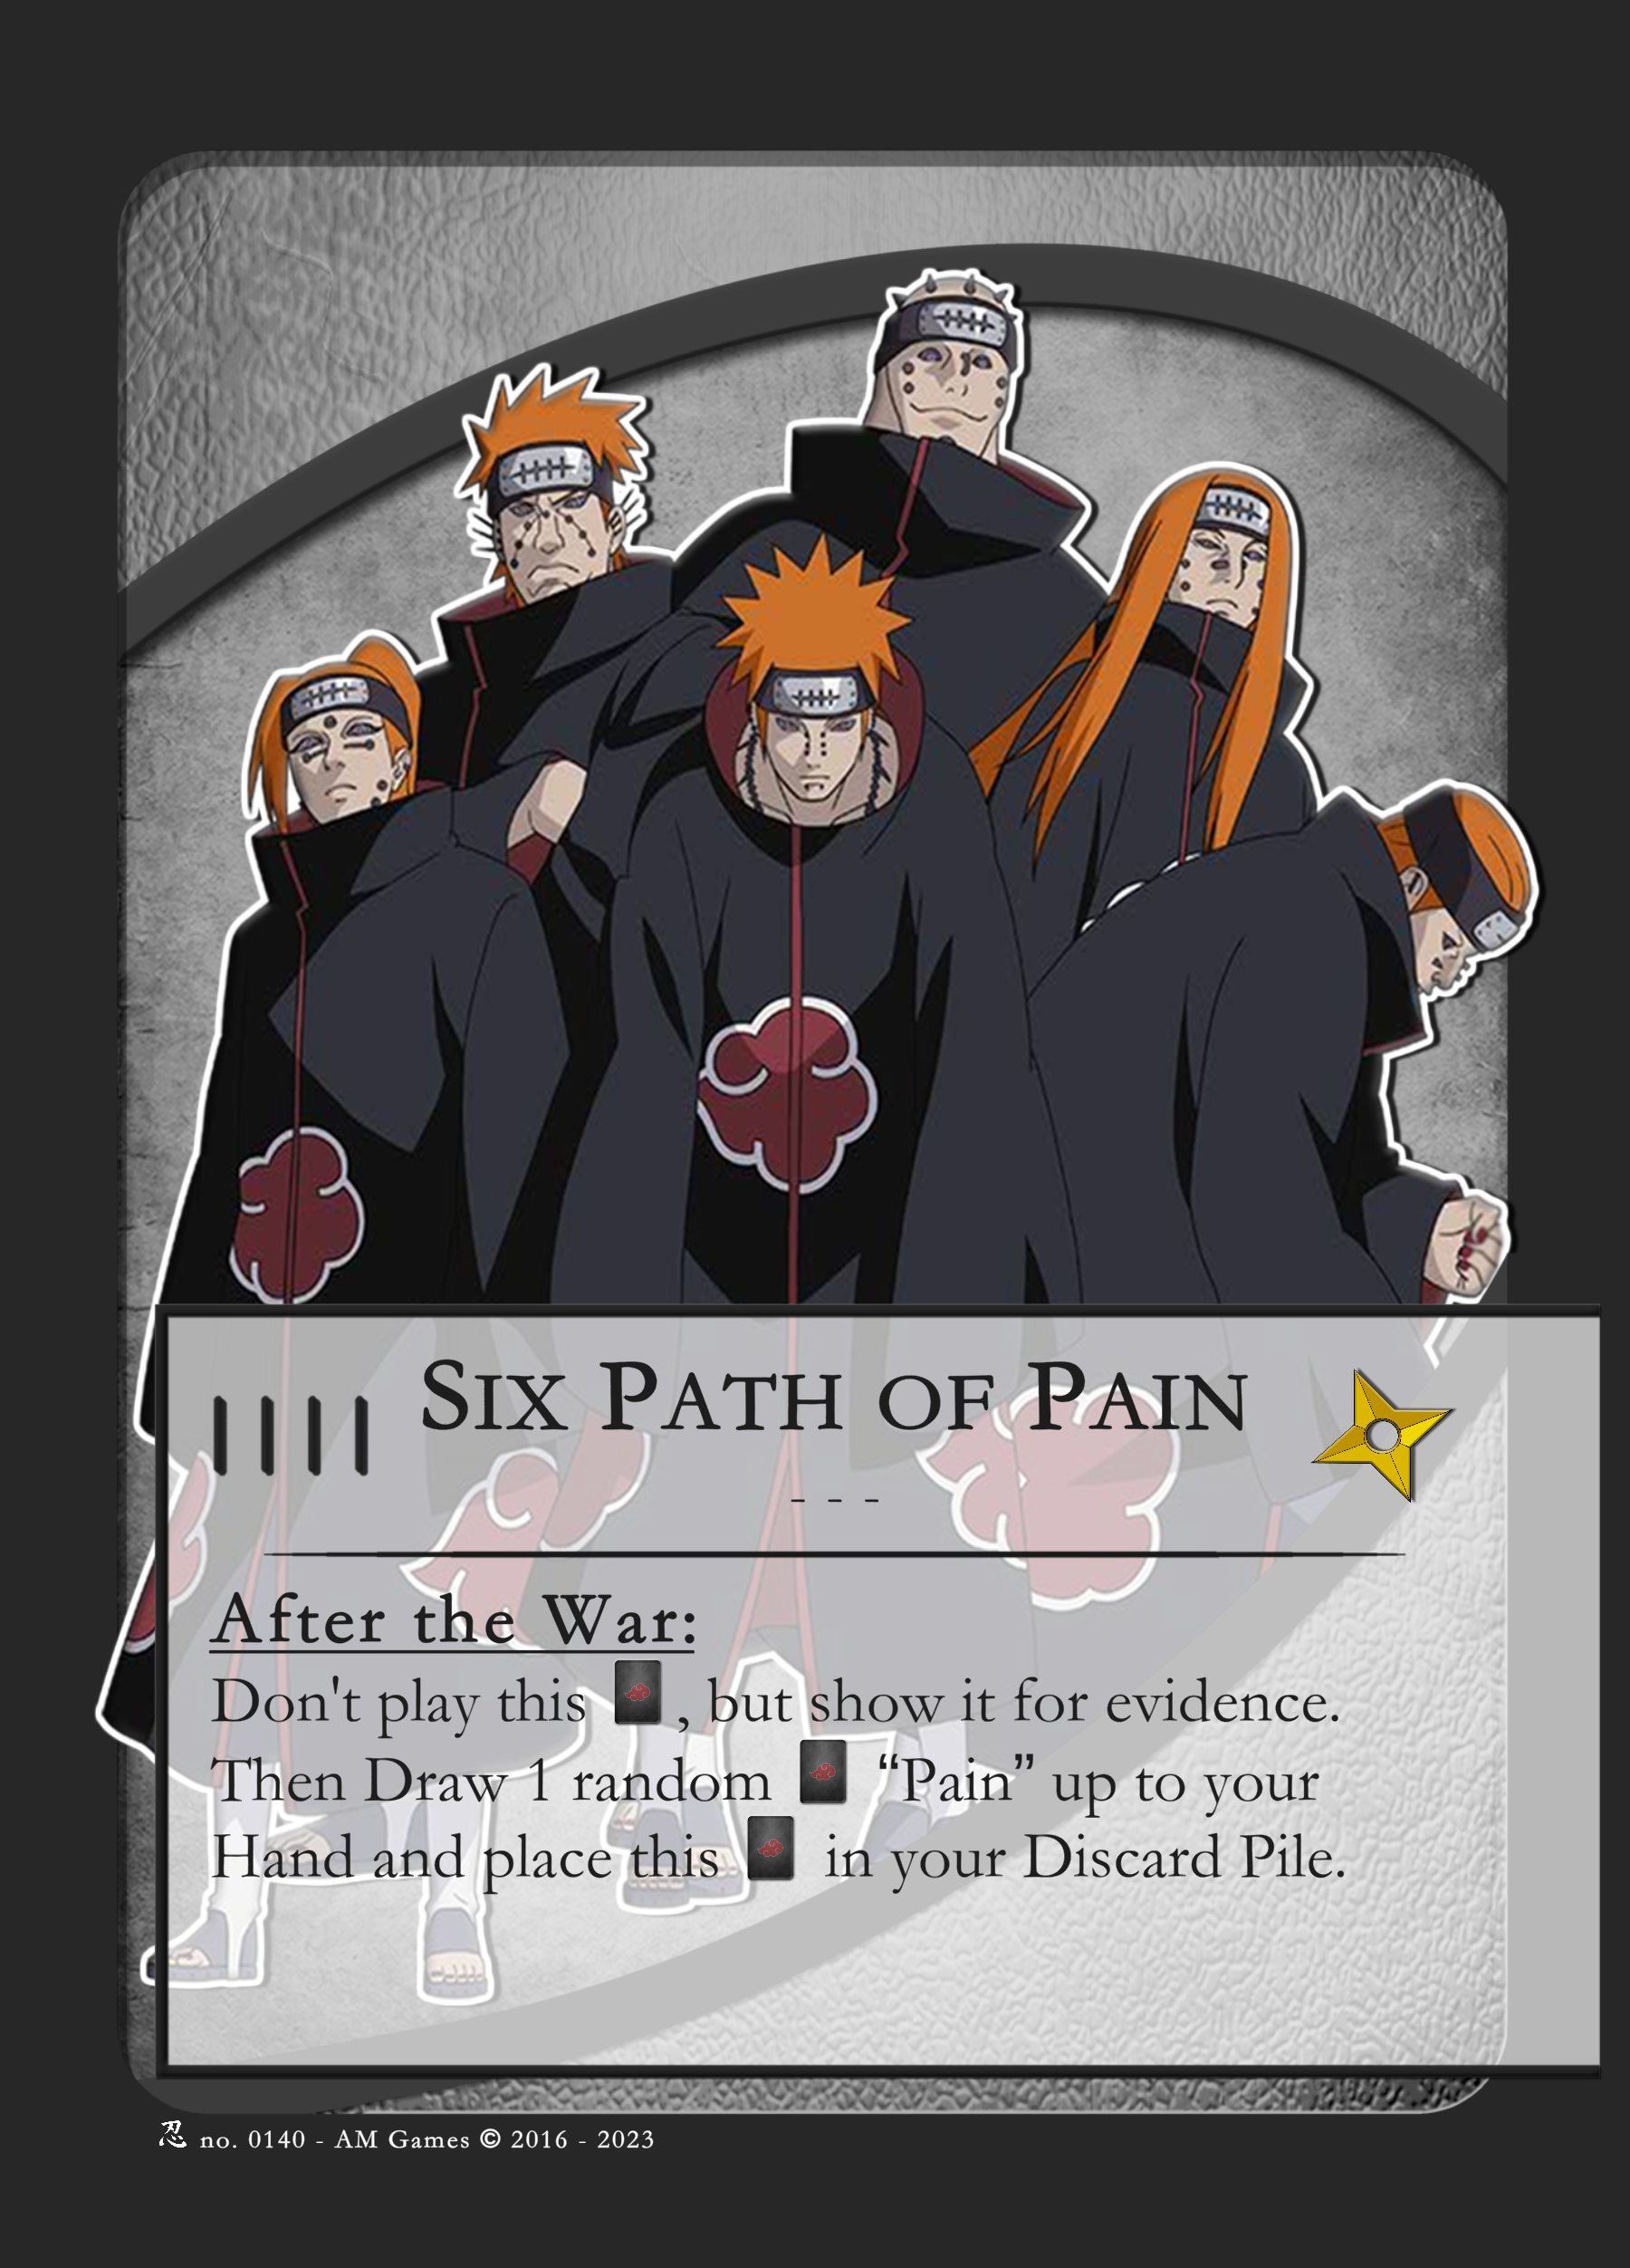 Six Path of Pain
- - -
After the War:
Don't play this , but show it for evidence.
Then Draw 1 random “Pain” up to your
Hand and place this in your Discard Pile.
忍 no. 0140 - AM Games © 2016 - 2023